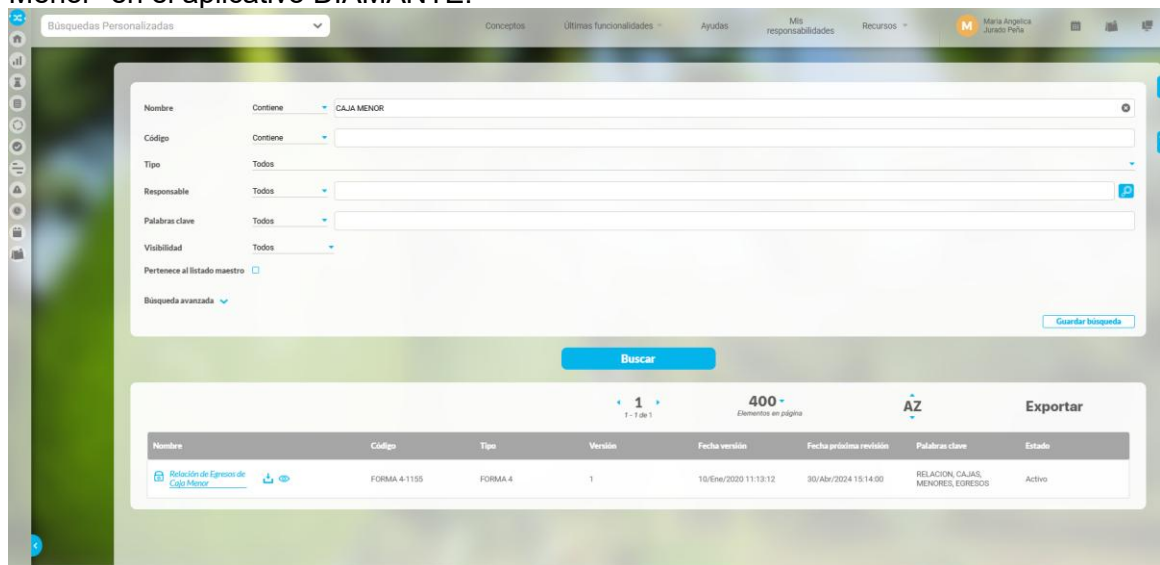 Menor" en el aplicativo DIAMANTE.
Búsquedas Personalizadas
Conceptos
Últimas funcionalidades
Ayudas
Mis
responsabilidades
Recursos
M
Maria Angelica
Jurado Peña
Nombre Contiene CAJA MENOR
Código Contiene
Tipo Todos
Responsable Todos
Palabras clave Todos
Visibilidad Todos
Pertenece al listado maestro
Búsqueda avanzada
Guardar búsqueda
Buscar
1
1 - 1 de 1
400
Elementos en página
AZ
Exportar
Nombre Código Tipo Versión Fecha versión Fecha próxima revisión Palabras clave Estado
Relación de Egresos de
Caja Menor
FORMA 4-1155 FORMA 4 1 10/Ene/2020 11:13:12 30/Abr/2024 15:14:00
RELACION, CAJAS,
MENORES, EGRESOS
Activo